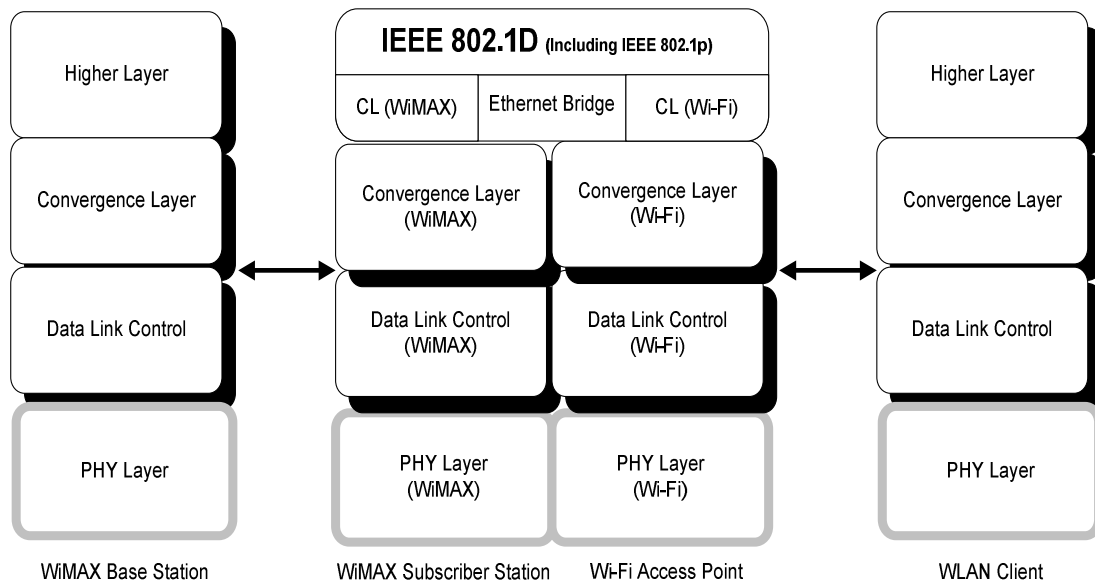 Higher Layer
Convergence Layer
Data Link Control
PHY Layer
WiMAX Base Station
IEEE 802.1D (Including IEEE 802.1p)
CL (WiMAX)
Ethernet Bridge
CL (Wi-Fi)
Convergence Layer
(WiMAX)
Data Link Control
(WiMAX)
PHY Layer
(WiMAX)
WiMAX Subscriber Station
Convergence Layer
(Wi-Fi)
Data Link Control
(Wi-Fi)
PHY Layer
(Wi-Fi)
Wi-Fi Access Point
Higher Layer
Convergence Layer
Data Link Control
PHY Layer
WLAN Client